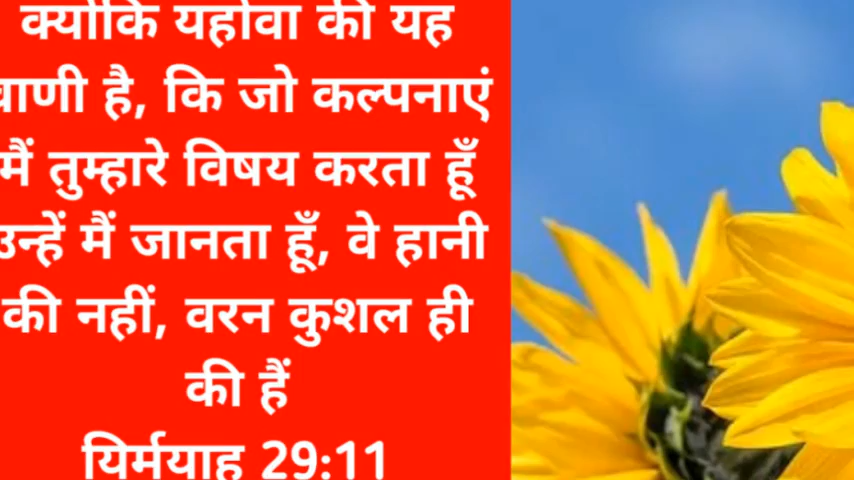 क्योंकि यहोवा की यह
वाणी है, कि जो कल्पनाएं
मैं तुम्हारे विषय करता हूँ
उन्हें मैं जानता हूँ, वे हानी
की नहीं, वरन कुशल ही
की हैं
यिर्मयाह 29:11